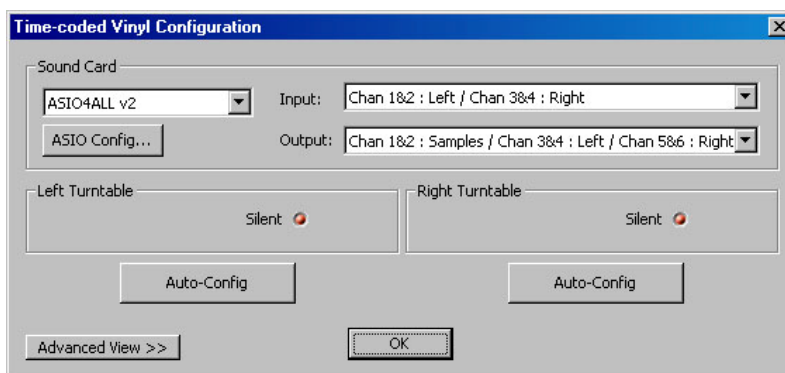 Time-coded Vinyl Configuration
Sound Card
ASIO4ALL v2
Input:
Chan 1&2 : Left / Chan 3&4 : Right
ASIO Config...
Output:
Chan 1&2 : Samples / Chan 3&4 : Left / Chan 5&6 : Right
Left Turntable
Right Turntable
Silent
Silent
Auto-Config
Auto-Config
Advanced View >>
OK